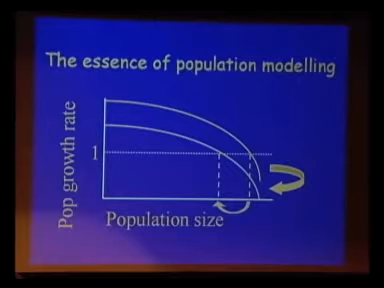 The essence of population modelling
Pop growth rate
1
Population size